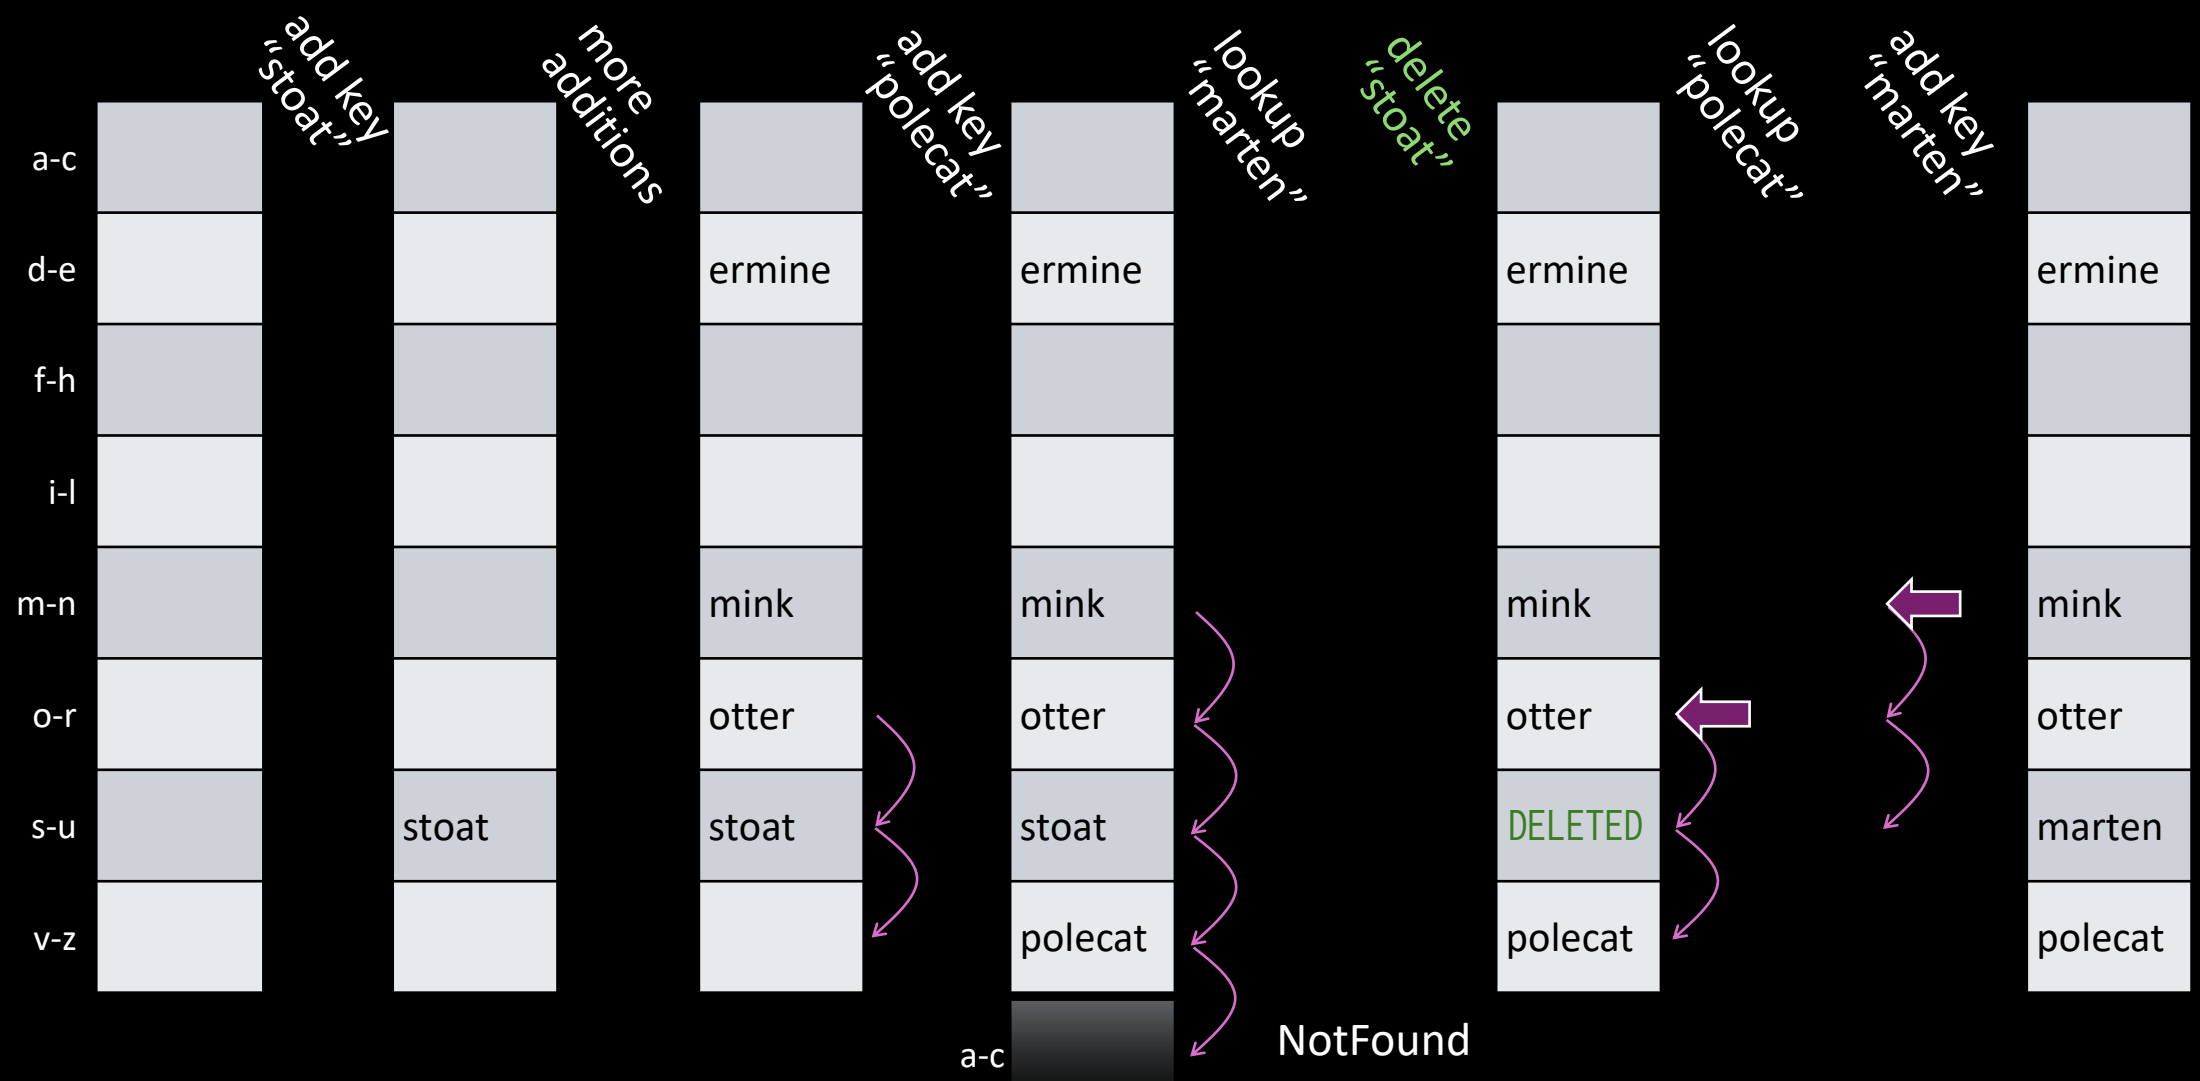 add key
“stoat”
more
additions
add key
“polecat”
lookup
“marten”
delete
“stoat”
lookup
“polecat”
add key
“marten”
a-c
d-e
ermine
ermine
ermine
ermine
f-h
i-l
m-n
mink
mink
mink
mink
o-r
otter
otter
otter
otter
s-u
stoat
stoat
stoat
DELETED
marten
v-z
polecat
polecat
polecat
a-c
NotFound